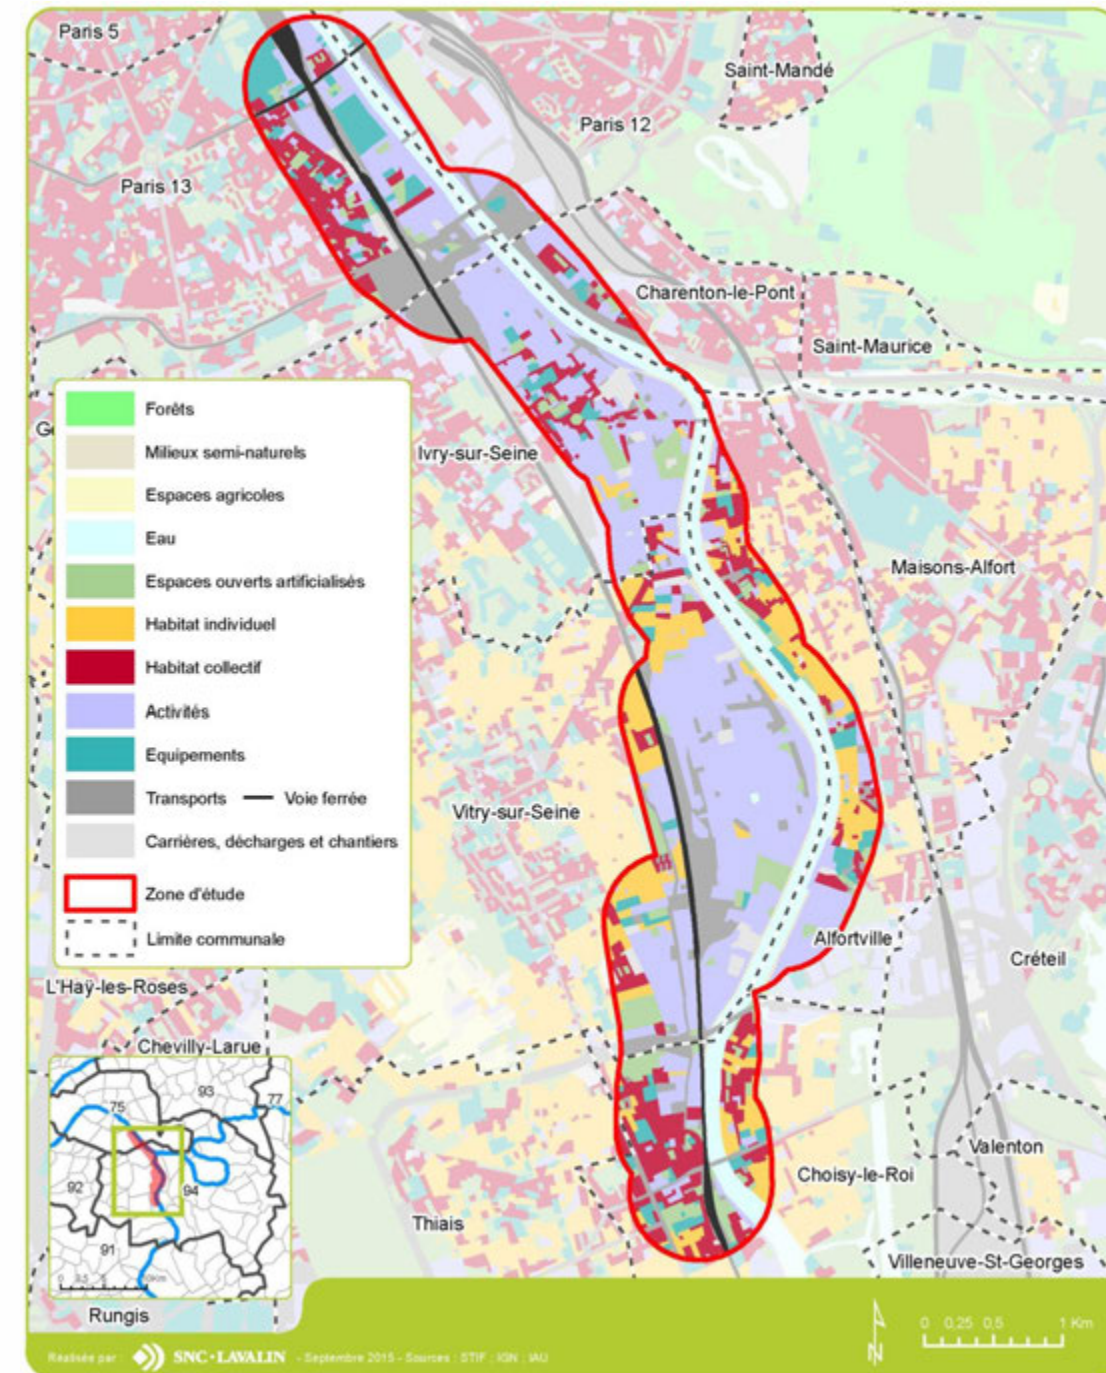 Paris 5
Saint-Mandé
Paris 12
Paris 13
Charenton-le-Pont
Saint-Maurice
Ivry-sur-Seine
Maisons-Alfort
Vitry-sur-Seine
Alfortville
Créteil
L'Haÿ-les-Roses
Chevilly-Larue
Valenton
Choisy-le-Roi
Thiais
Villeneuve-St-Georges
Rungis
Forêts
Milieux semi-naturels
Espaces agricoles
Eau
Espaces ouverts artificialisés
Habitat individuel
Habitat collectif
Activités
Equipements
Transports Voie ferrée
Carrières, décharges et chantiers
Zone d'étude
Limite communale
93
77
75
92
94
91
N
0 0,25 0,5 1 Km
Réalisée par : SNC•LAVALIN - Septembre 2015 - Sources : STIF ; IGN ; IAU